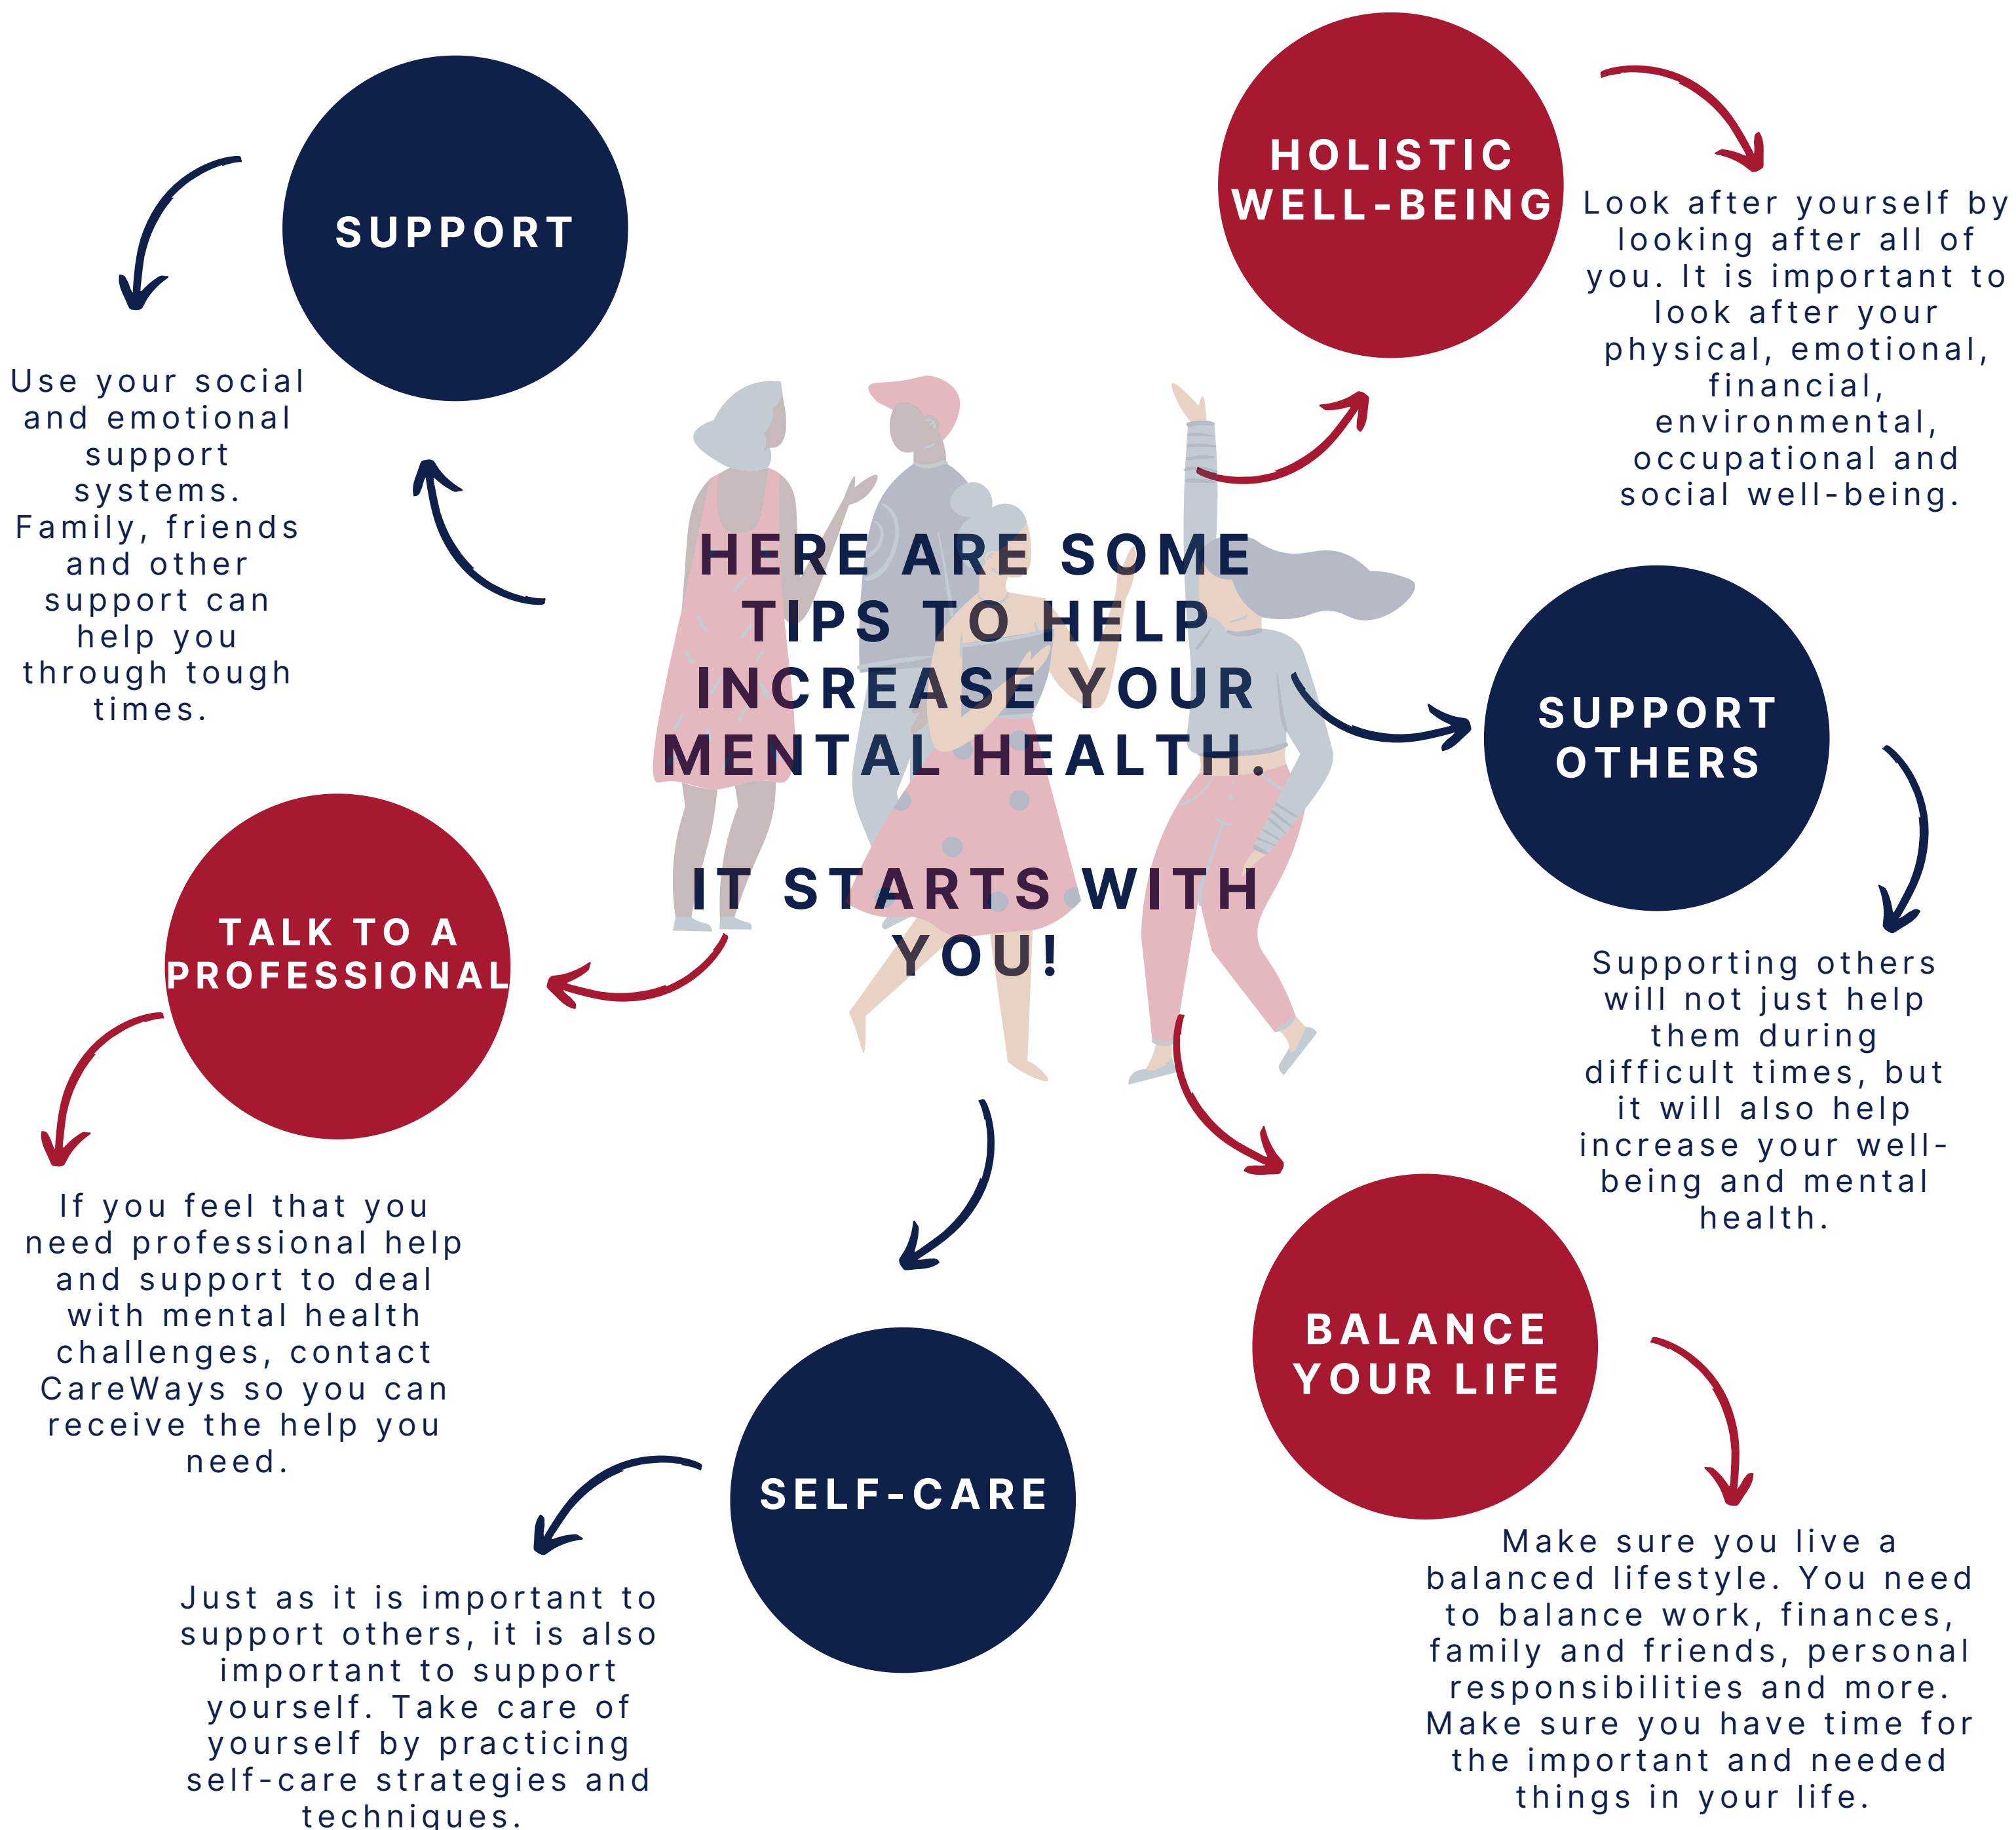 SUPPORT
Use your social
and emotional
support
systems.
Family, friends
and other
support can
help you
through tough
times.
HOLISTIC
WELL-BEING
Look after yourself by
looking after all of
you. It is important to
look after your
physical, emotional,
financial,
environmental,
occupational and
social well-being.
HERE ARE SOME
TIPS TO HELP
INCREASE YOUR
MENTAL HEALTH.
IT STARTS WITH
YOU!
SUPPORT
OTHERS
Supporting others
will not just help
them during
difficult times, but
it will also help
increase your well-
being and mental
health.
TALK TO A
PROFESSIONAL
If you feel that you
need professional help
and support to deal
with mental health
challenges, contact
CareWays so you can
receive the help you
need.
SELF-CARE
Just as it is important to
support others, it is also
important to support
yourself. Take care of
yourself by practicing
self-care strategies and
techniques.
BALANCE
YOUR LIFE
Make sure you live a
balanced lifestyle. You need
to balance work, finances,
family and friends, personal
responsibilities and more.
Make sure you have time for
the important and needed
things in your life.